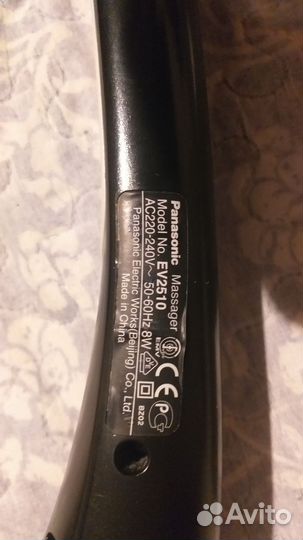 Panasonic Massager
Model No. EV2510
AC220-240V~ 50-60Hz 8W
Panasonic Electric Works(Beijing) Co., Ltd.
Made in China
EMV
CE
BZ02
Avito